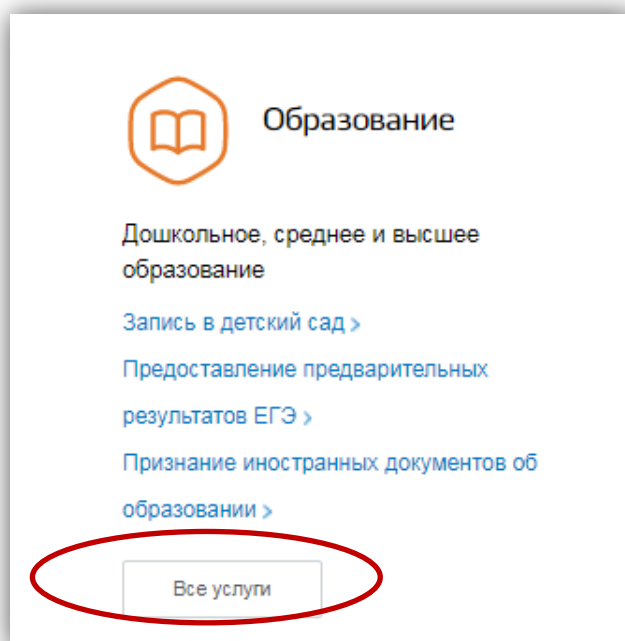 Образование
Дошкольное, среднее и высшее
образование
Запись в детский сад >
Предоставление предварительных
результатов ЕГЭ >
Признание иностранных документов об
образовании >
Все услуги